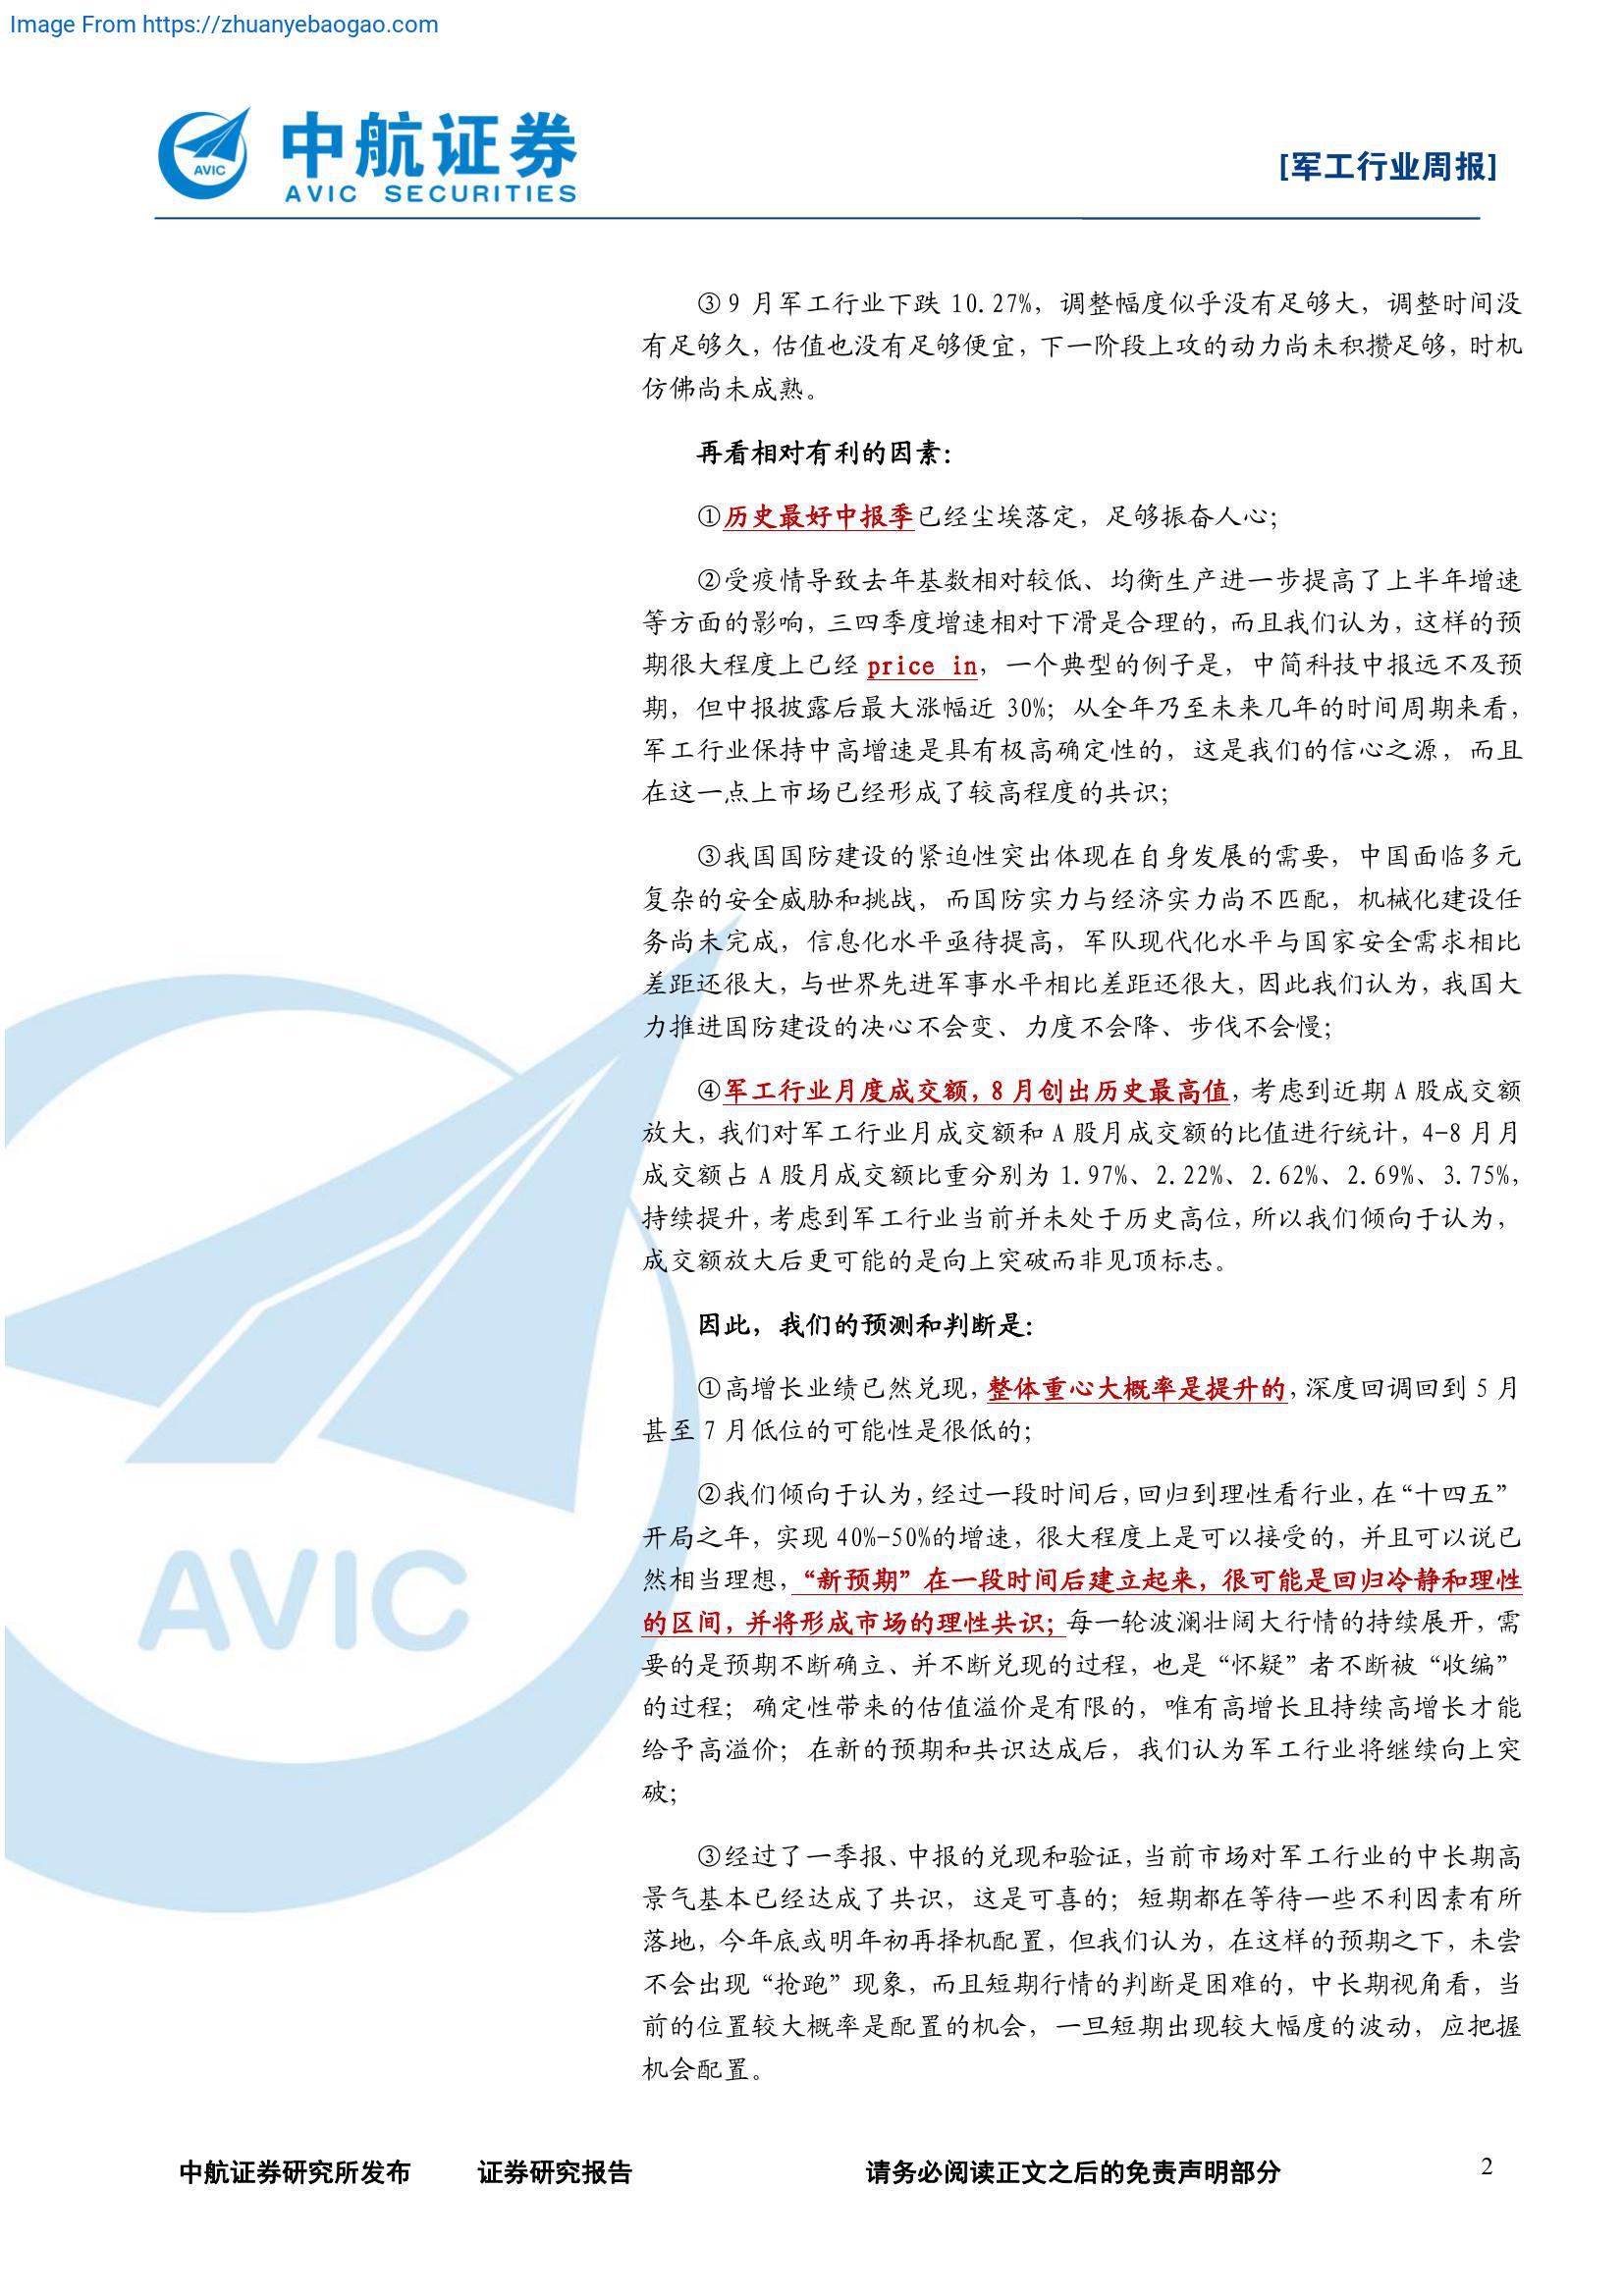 Image From https://zhuanyebaogao.com
AVIC
中航证券
AVIC SECURITIES
[军工行业周报]
③9 月军工行业下跌 10.27%，调整幅度似乎没有足够大，调整时间没
有足够久，估值也没有足够便宜，下一阶段上攻的动力尚未积攒足够，时机
仿佛尚未成熟。
再看相对有利的因素：
①历史最好中报季已经尘埃落定，足够振奋人心；
②受疫情导致去年基数相对较低、均衡生产进一步提高了上半年增速
等方面的影响，三四季度增速相对下滑是合理的，而且我们认为，这样的预
期很大程度上已经 price in，一个典型的例子是，中简科技中报远不及预
期，但中报披露后最大涨幅近 30%；从全年乃至未来几年的时间周期来看，
军工行业保持中高增速是具有极高确定性的，这是我们的信心之源，而且
在这一点上市场已经形成了较高程度的共识；
③我国国防建设的紧迫性突出体现在自身发展的需要，中国面临多元
复杂的安全威胁和挑战，而国防实力与经济实力尚不匹配，机械化建设任
务尚未完成，信息化水平亟待提高，军队现代化水平与国家安全需求相比
差距还很大，与世界先进军事水平相比差距还很大，因此我们认为，我国大
力推进国防建设的决心不会变、力度不会降、步伐不会慢；
④军工行业月度成交额，8 月创出历史最高值，考虑到近期 A 股成交额
放大，我们对军工行业月成交额和 A 股月成交额的比值进行统计，4-8 月月
成交额占 A 股月成交额比重分别为 1.97%、2.22%、2.62%、2.69%、3.75%，
持续提升，考虑到军工行业当前并未处于历史高位，所以我们倾向于认为，
成交额放大后更可能的是向上突破而非见顶标志。
因此，我们的预测和判断是：
①高增长业绩已然兑现，整体重心大概率是提升的，深度回调回到 5 月
甚至 7 月低位的可能性是很低的；
②我们倾向于认为，经过一段时间后，回归到理性看行业，在“十四五”
开局之年，实现 40%-50%的增速，很大程度上是可以接受的，并且可以说已
然相当理想，“新预期”在一段时间后建立起来，很可能是回归冷静和理性
的区间，并将形成市场的理性共识；每一轮波澜壮阔大行情的持续展开，需
要的是预期不断确立、并不断兑现的过程，也是“怀疑”者不断被“收编”
的过程；确定性带来的估值溢价是有限的，唯有高增长且持续高增长才能
给予高溢价；在新的预期和共识达成后，我们认为军工行业将继续向上突
破；
③经过了一季报、中报的兑现和验证，当前市场对军工行业的中长期高
景气基本已经达成了共识，这是可喜的；短期都在等待一些不利因素有所
落地，今年底或明年初再择机配置，但我们认为，在这样的预期之下，未尝
不会出现“抢跑”现象，而且短期行情的判断是困难的，中长期视角看，当
前的位置较大概率是配置的机会，一旦短期出现较大幅度的波动，应把握
机会配置。
AVIC
中航证券研究所发布 证券研究报告 请务必阅读正文之后的免责声明部分 2